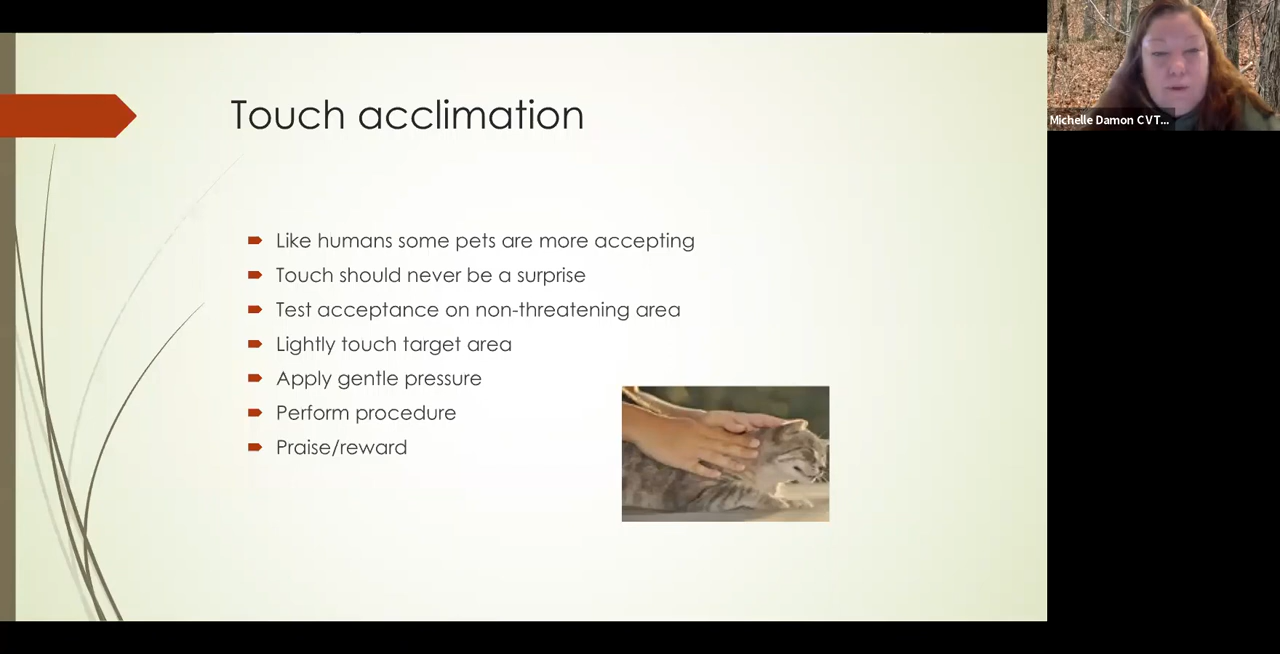 Touch acclimation
Like humans some pets are more accepting
Touch should never be a surprise
Test acceptance on non-threatening area
Lightly touch target area
Apply gentle pressure
Perform procedure
Praise/reward
Michelle Damon CVT...